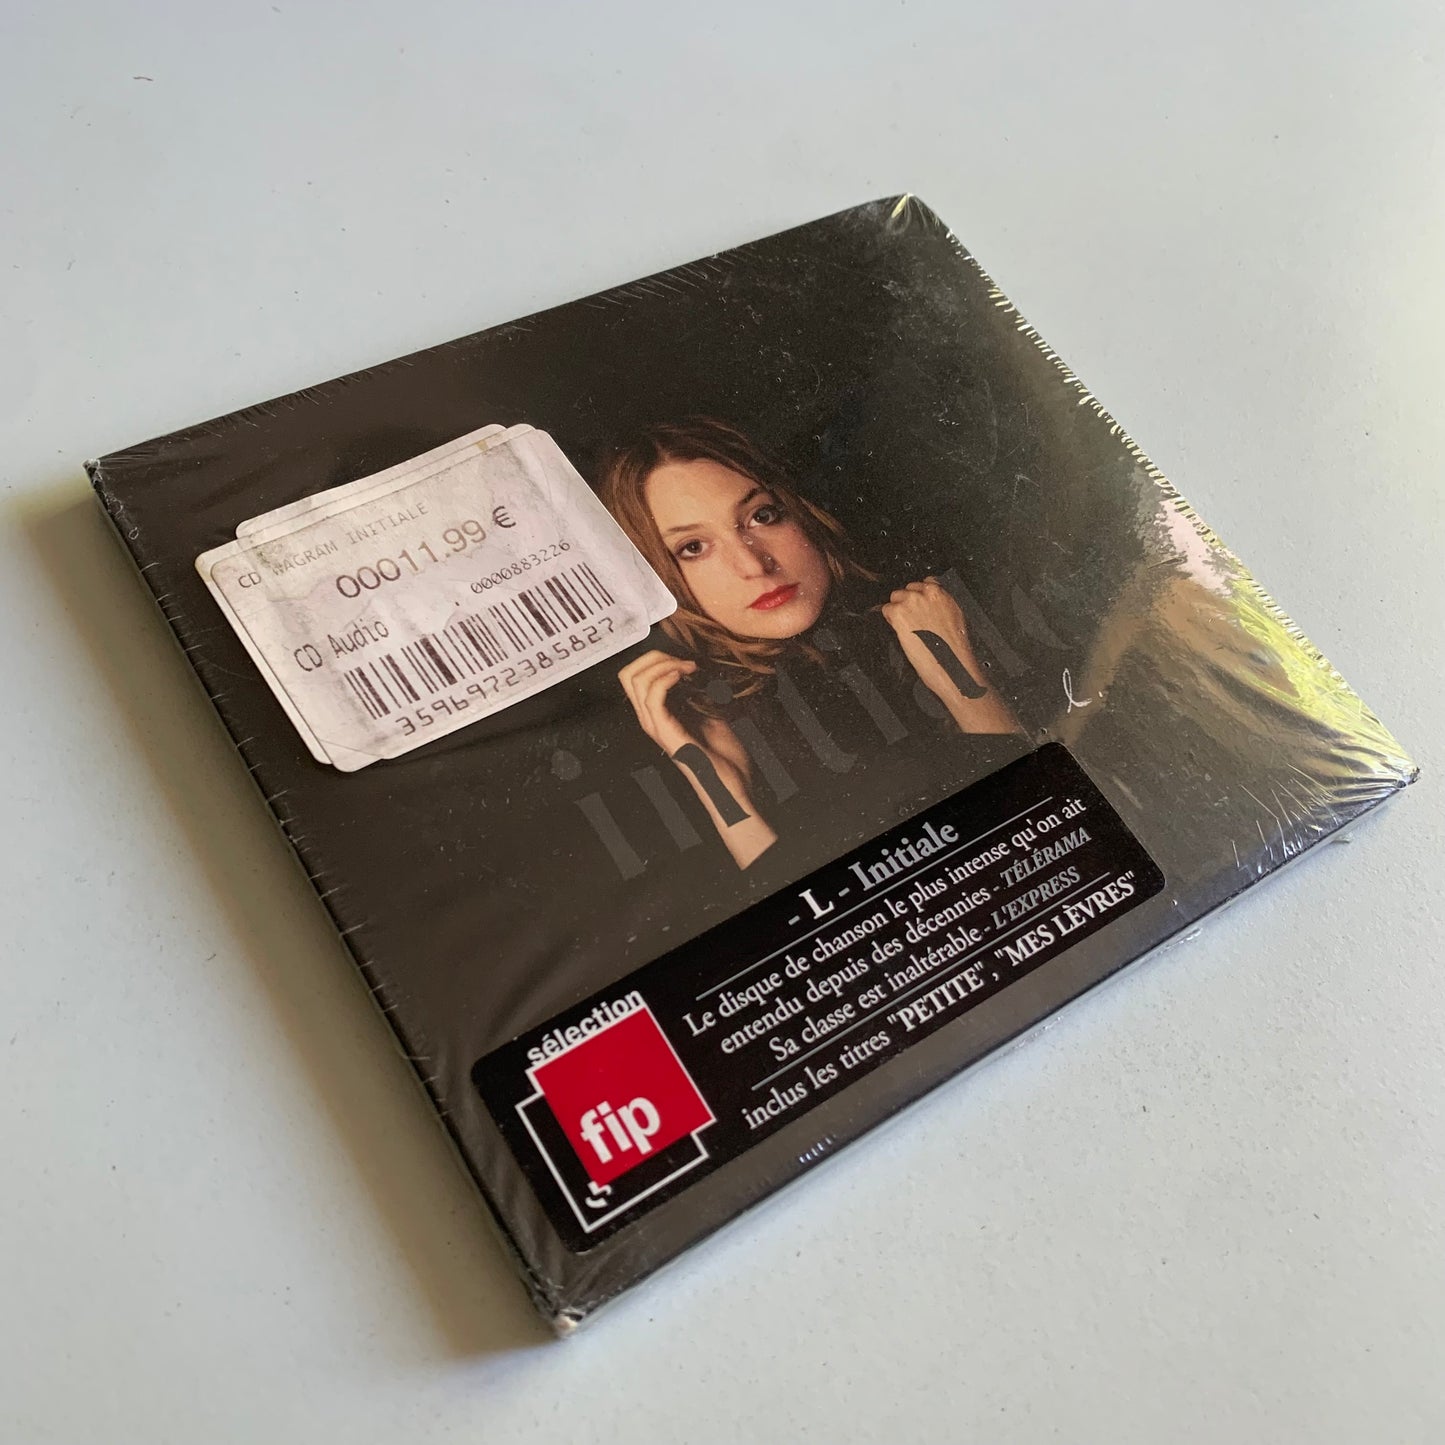 CD WAGRAM INITIALE
00011.99 €
0000883226
CD Audio
3596972385827
initiale
L
- L - Initiale
Le disque de chanson le plus intense qu'on ait
entendu depuis des décennies - TÉLÉRAMA
Sa classe est inaltérable - L'EXPRESS
inclus les titres "PETITE", "MES LÈVRES"
sélection
fip